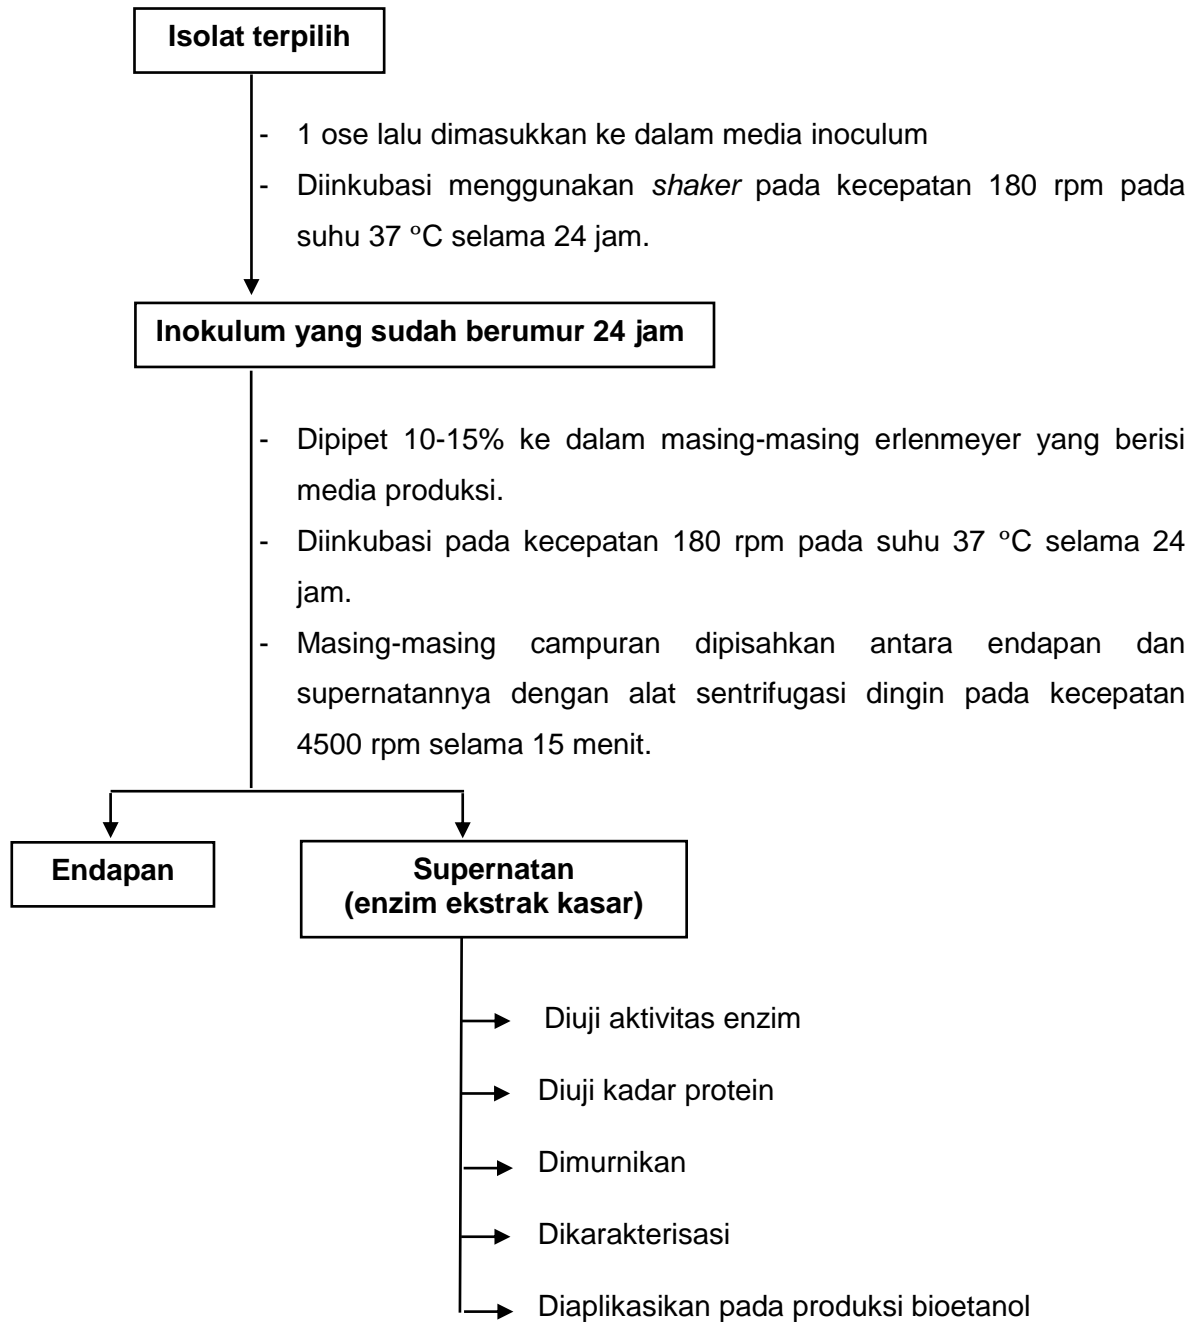 Isolat terpilih
- 1 ose lalu dimasukkan ke dalam media inoculum
- Diinkubasi menggunakan shaker pada kecepatan 180 rpm pada
suhu 37 °C selama 24 jam.
Inokulum yang sudah berumur 24 jam
- Dipipet 10-15% ke dalam masing-masing erlenmeyer yang berisi
media produksi.
- Diinkubasi pada kecepatan 180 rpm pada suhu 37 °C selama 24
jam.
- Masing-masing campuran dipisahkan antara endapan dan
supernatannya dengan alat sentrifugasi dingin pada kecepatan
4500 rpm selama 15 menit.
Endapan
Supernatan
(enzim ekstrak kasar)
Diuji aktivitas enzim
Diuji kadar protein
Dimurnikan
Dikarakterisasi
Diaplikasikan pada produksi bioetanol